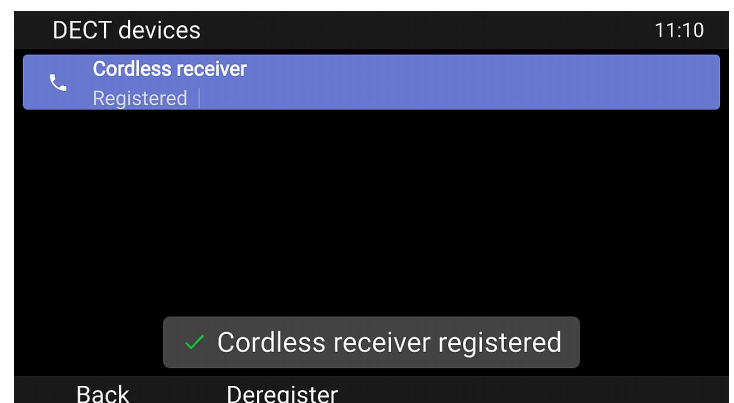 DECT devices 11:10
Cordless receiver
Registered
Cordless receiver registered
Back Deregister